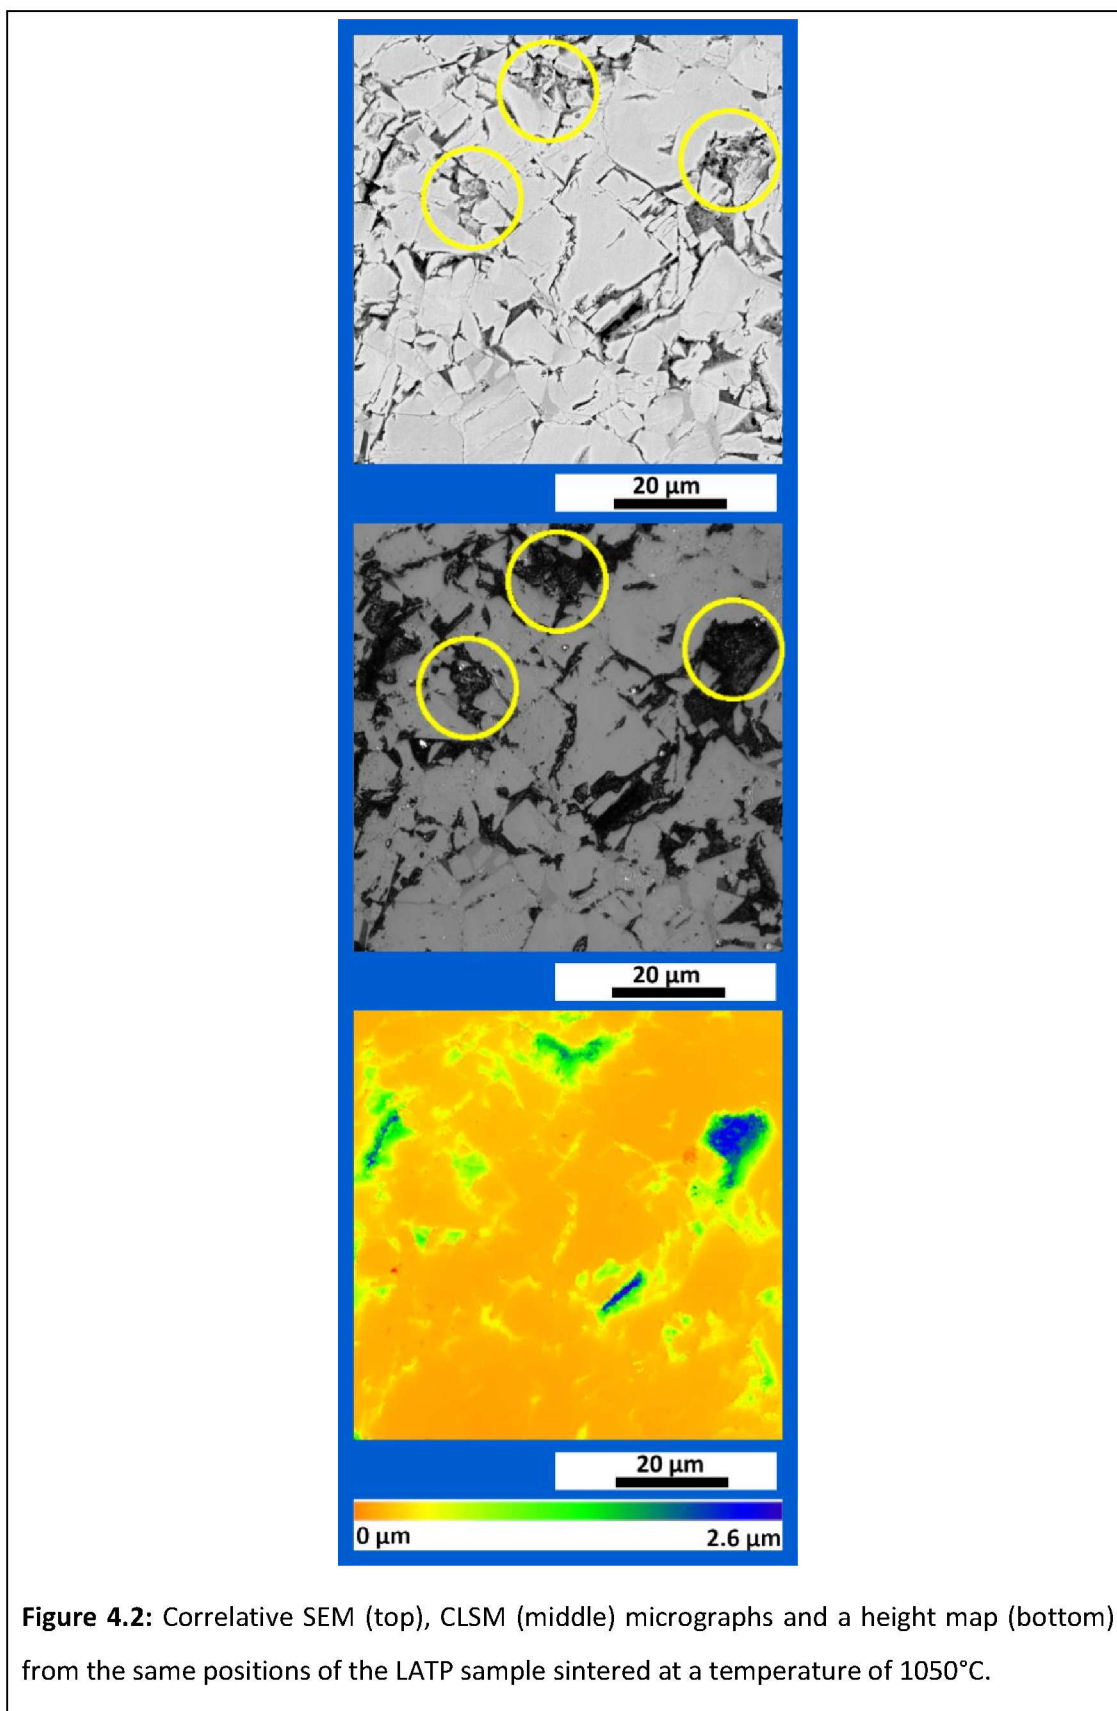 20 µm
20 µm
20 µm
0 µm 2.6 µm
Figure 4.2: Correlative SEM (top), CLSM (middle) micrographs and a height map (bottom)
from the same positions of the LATP sample sintered at a temperature of 1050°C.